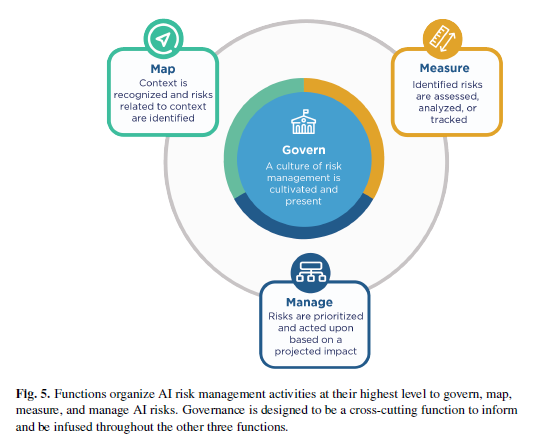 Map
Context is
recognized and risks
related to context
are identified
Measure
Identified risks
are assessed,
analyzed, or
tracked
Govern
A culture of risk
management is
cultivated and
present
Manage
Risks are prioritized
and acted upon
based on a
projected impact
Fig. 5. Functions organize AI risk management activities at their highest level to govern, map,
measure, and manage AI risks. Governance is designed to be a cross-cutting function to inform
and be infused throughout the other three functions.